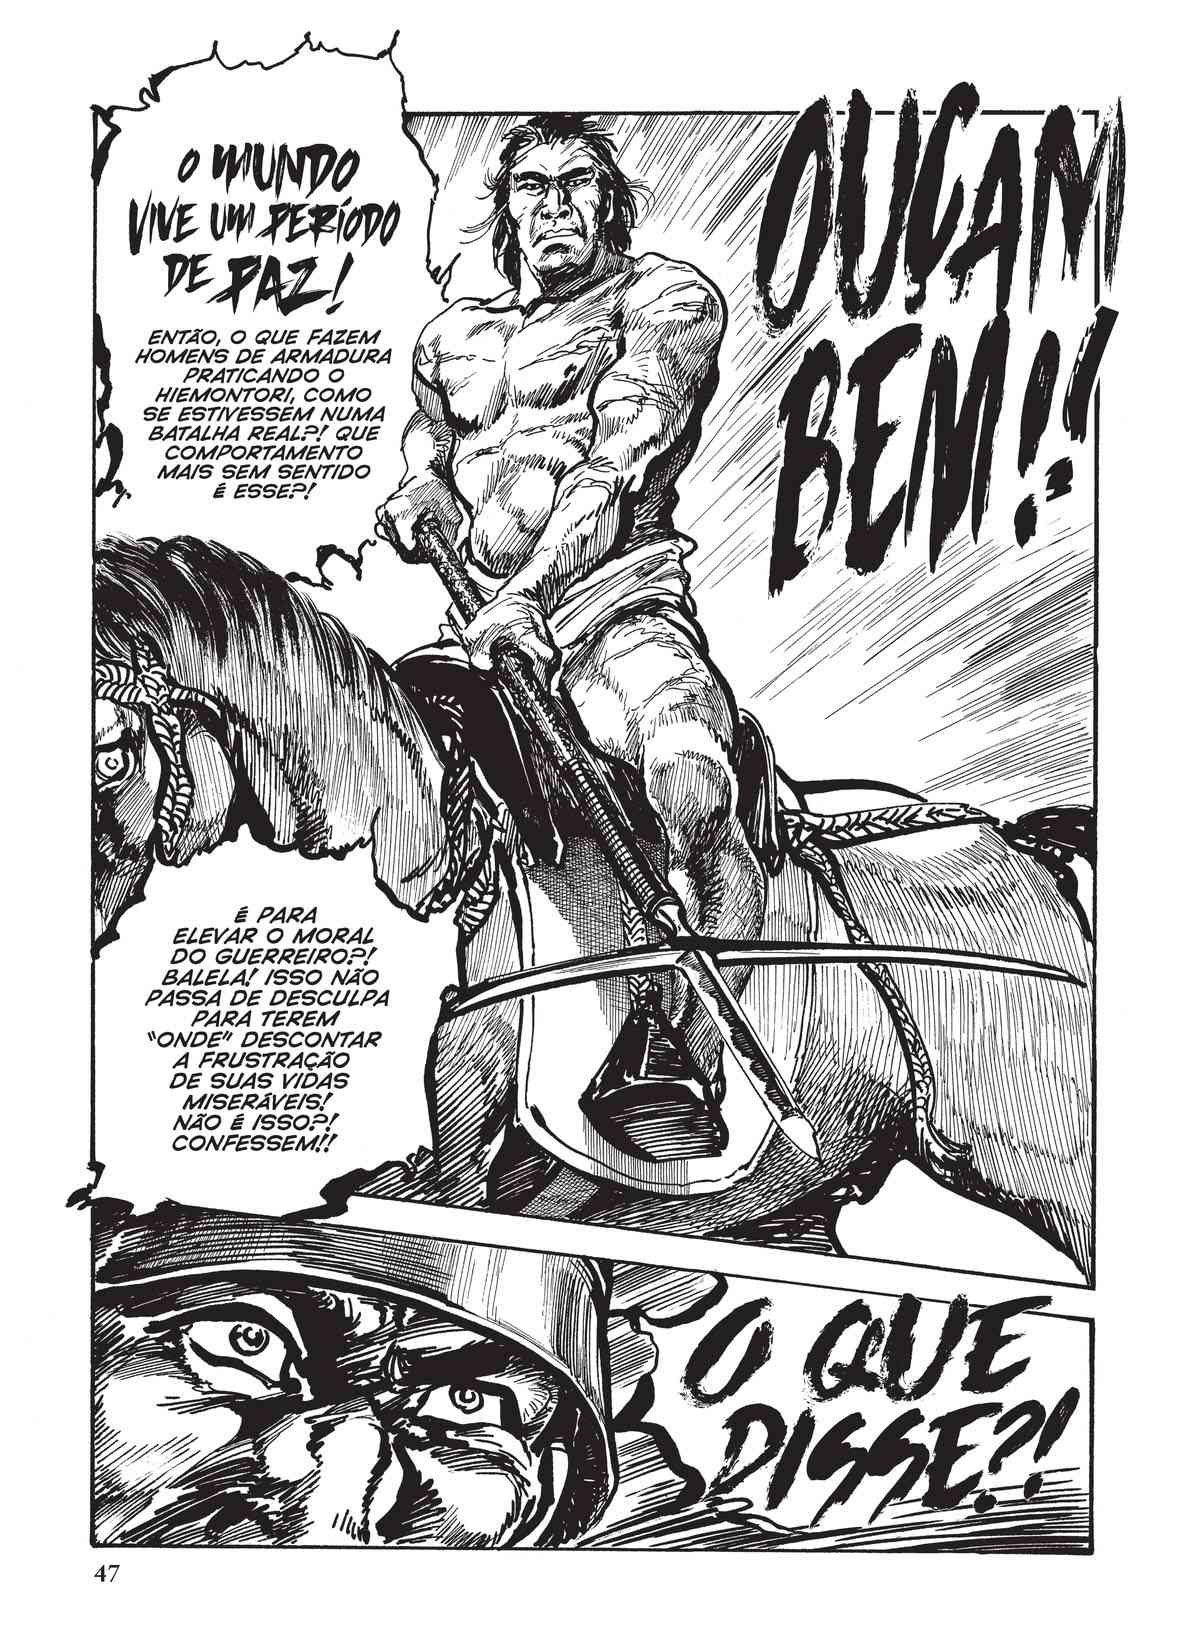 OUÇAM
BEM!!
O MUNDO
VIVE UM PERÍODO
DE PAZ!
ENTÃO, O QUE FAZEM
HOMENS DE ARMADURA
PRATICANDO O
HIEMONTORI, COMO
SE ESTIVESSEM NUMA
BATALHA REAL?! QUE
COMPORTAMENTO
MAIS SEM SENTIDO
É ESSE?!
É PARA
ELEVAR O MORAL
DO GUERREIRO?!
BALELA! ISSO NÃO
PASSA DE DESCULPA
PARA TEREM
“ONDE” DESCONTAR
A FRUSTRAÇÃO
DE SUAS VIDAS
MISERÁVEIS!
NÃO É ISSO?!
CONFESSEM!!
O QUE
DISSE?!
47